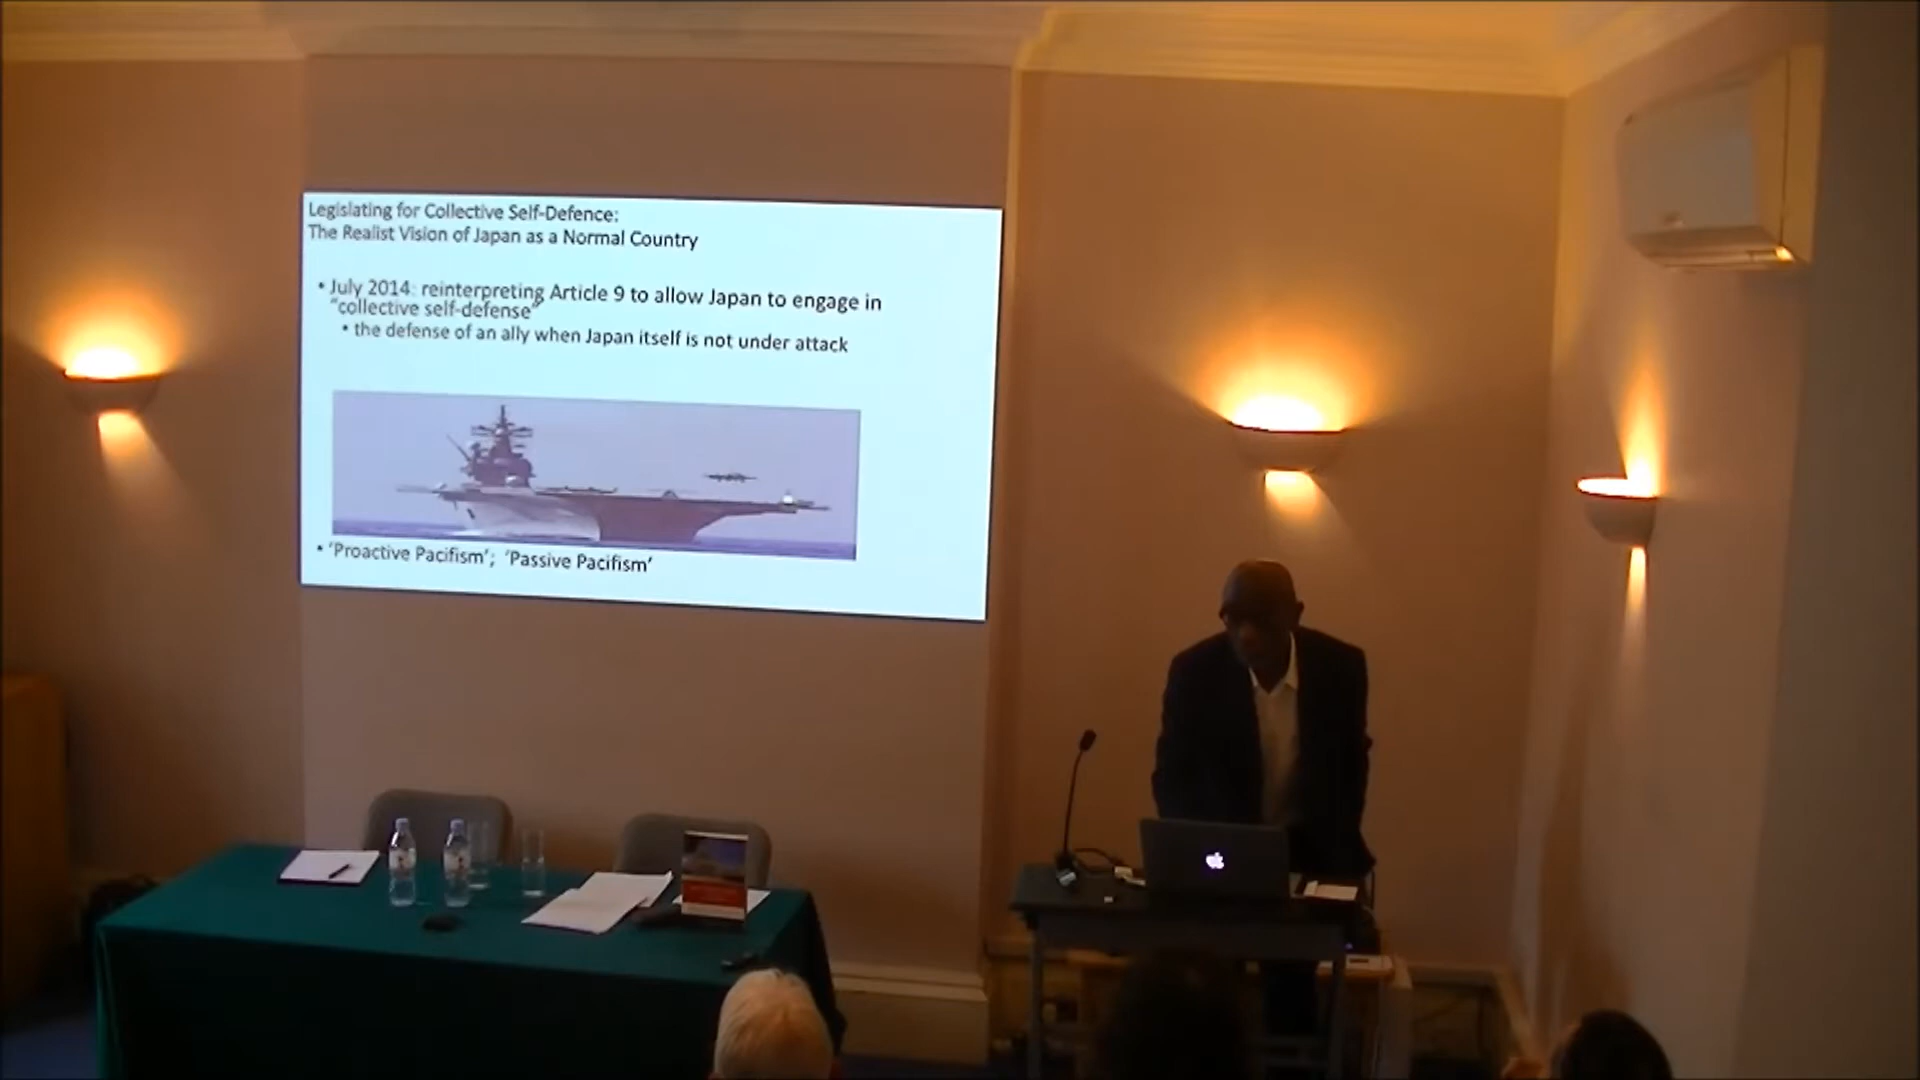 Legislating for Collective Self-Defence:
The Realist Vision of Japan as a Normal Country
• July 2014: reinterpreting Article 9 to allow Japan to engage in
"collective self-defense"
• the defense of an ally when Japan itself is not under attack
• 'Proactive Pacifism'; 'Passive Pacifism'